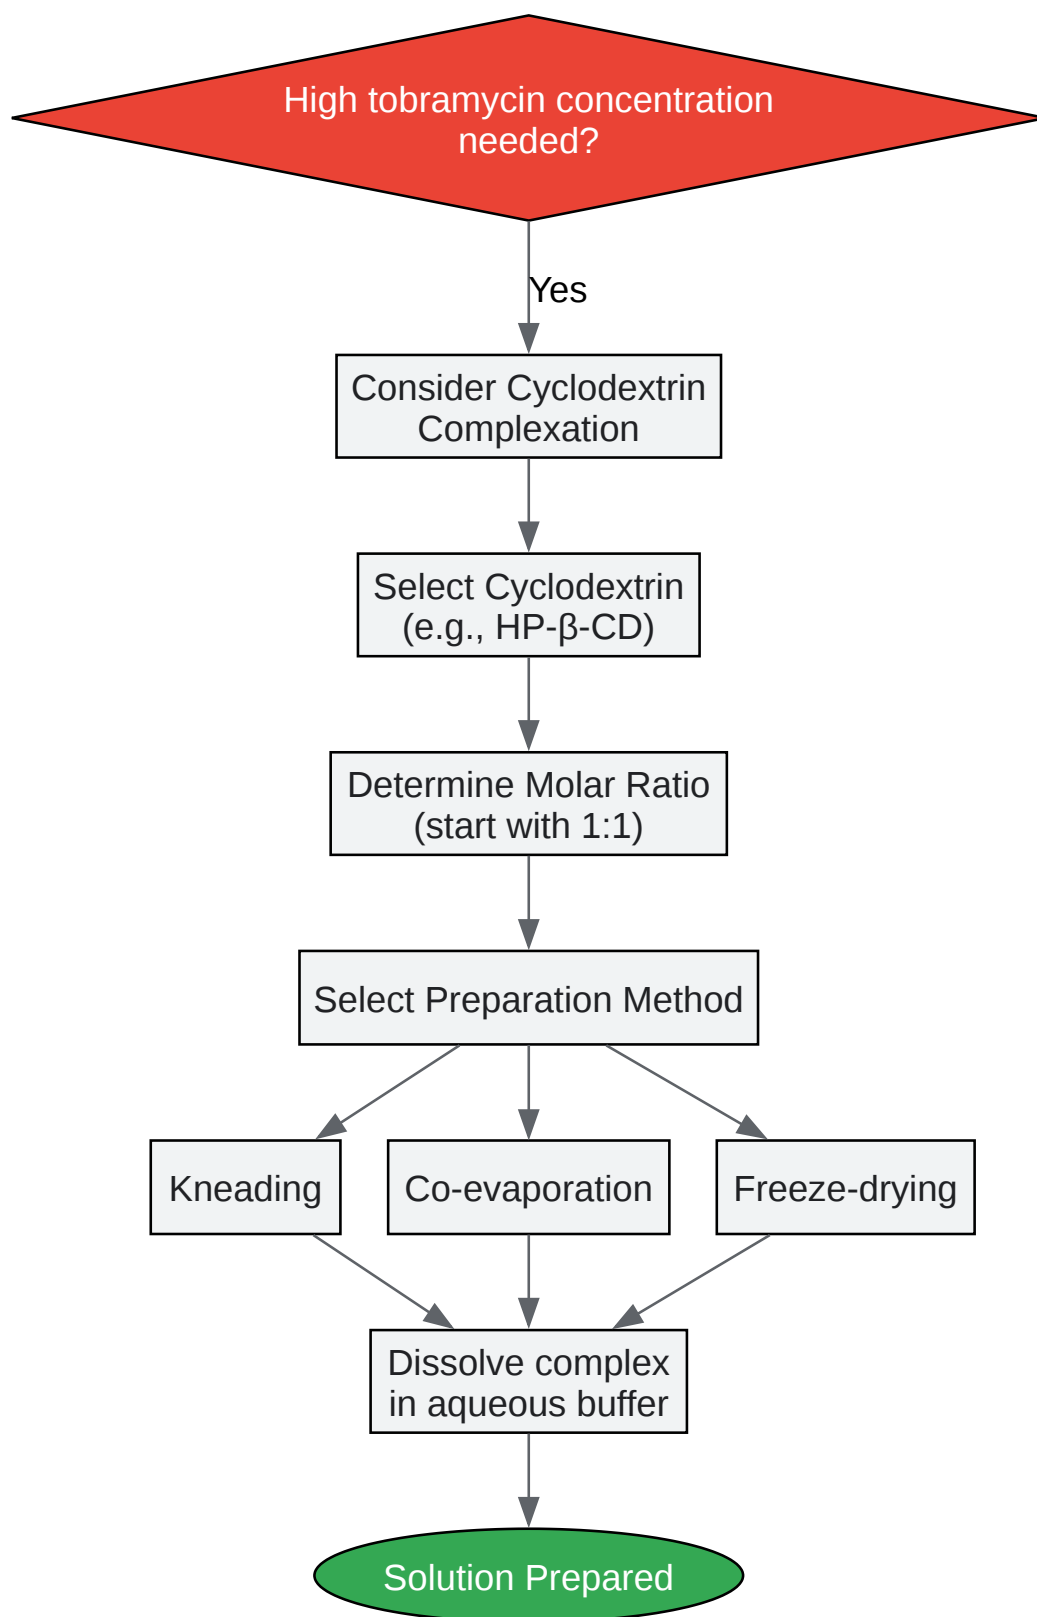 High tobramycin concentration
needed?
Yes
Consider Cyclodextrin
Complexation
Select Cyclodextrin
(e.g., HP-β-CD)
Determine Molar Ratio
(start with 1:1)
Select Preparation Method
Kneading
Co-evaporation
Freeze-drying
Dissolve complex
in aqueous buffer
Solution Prepared